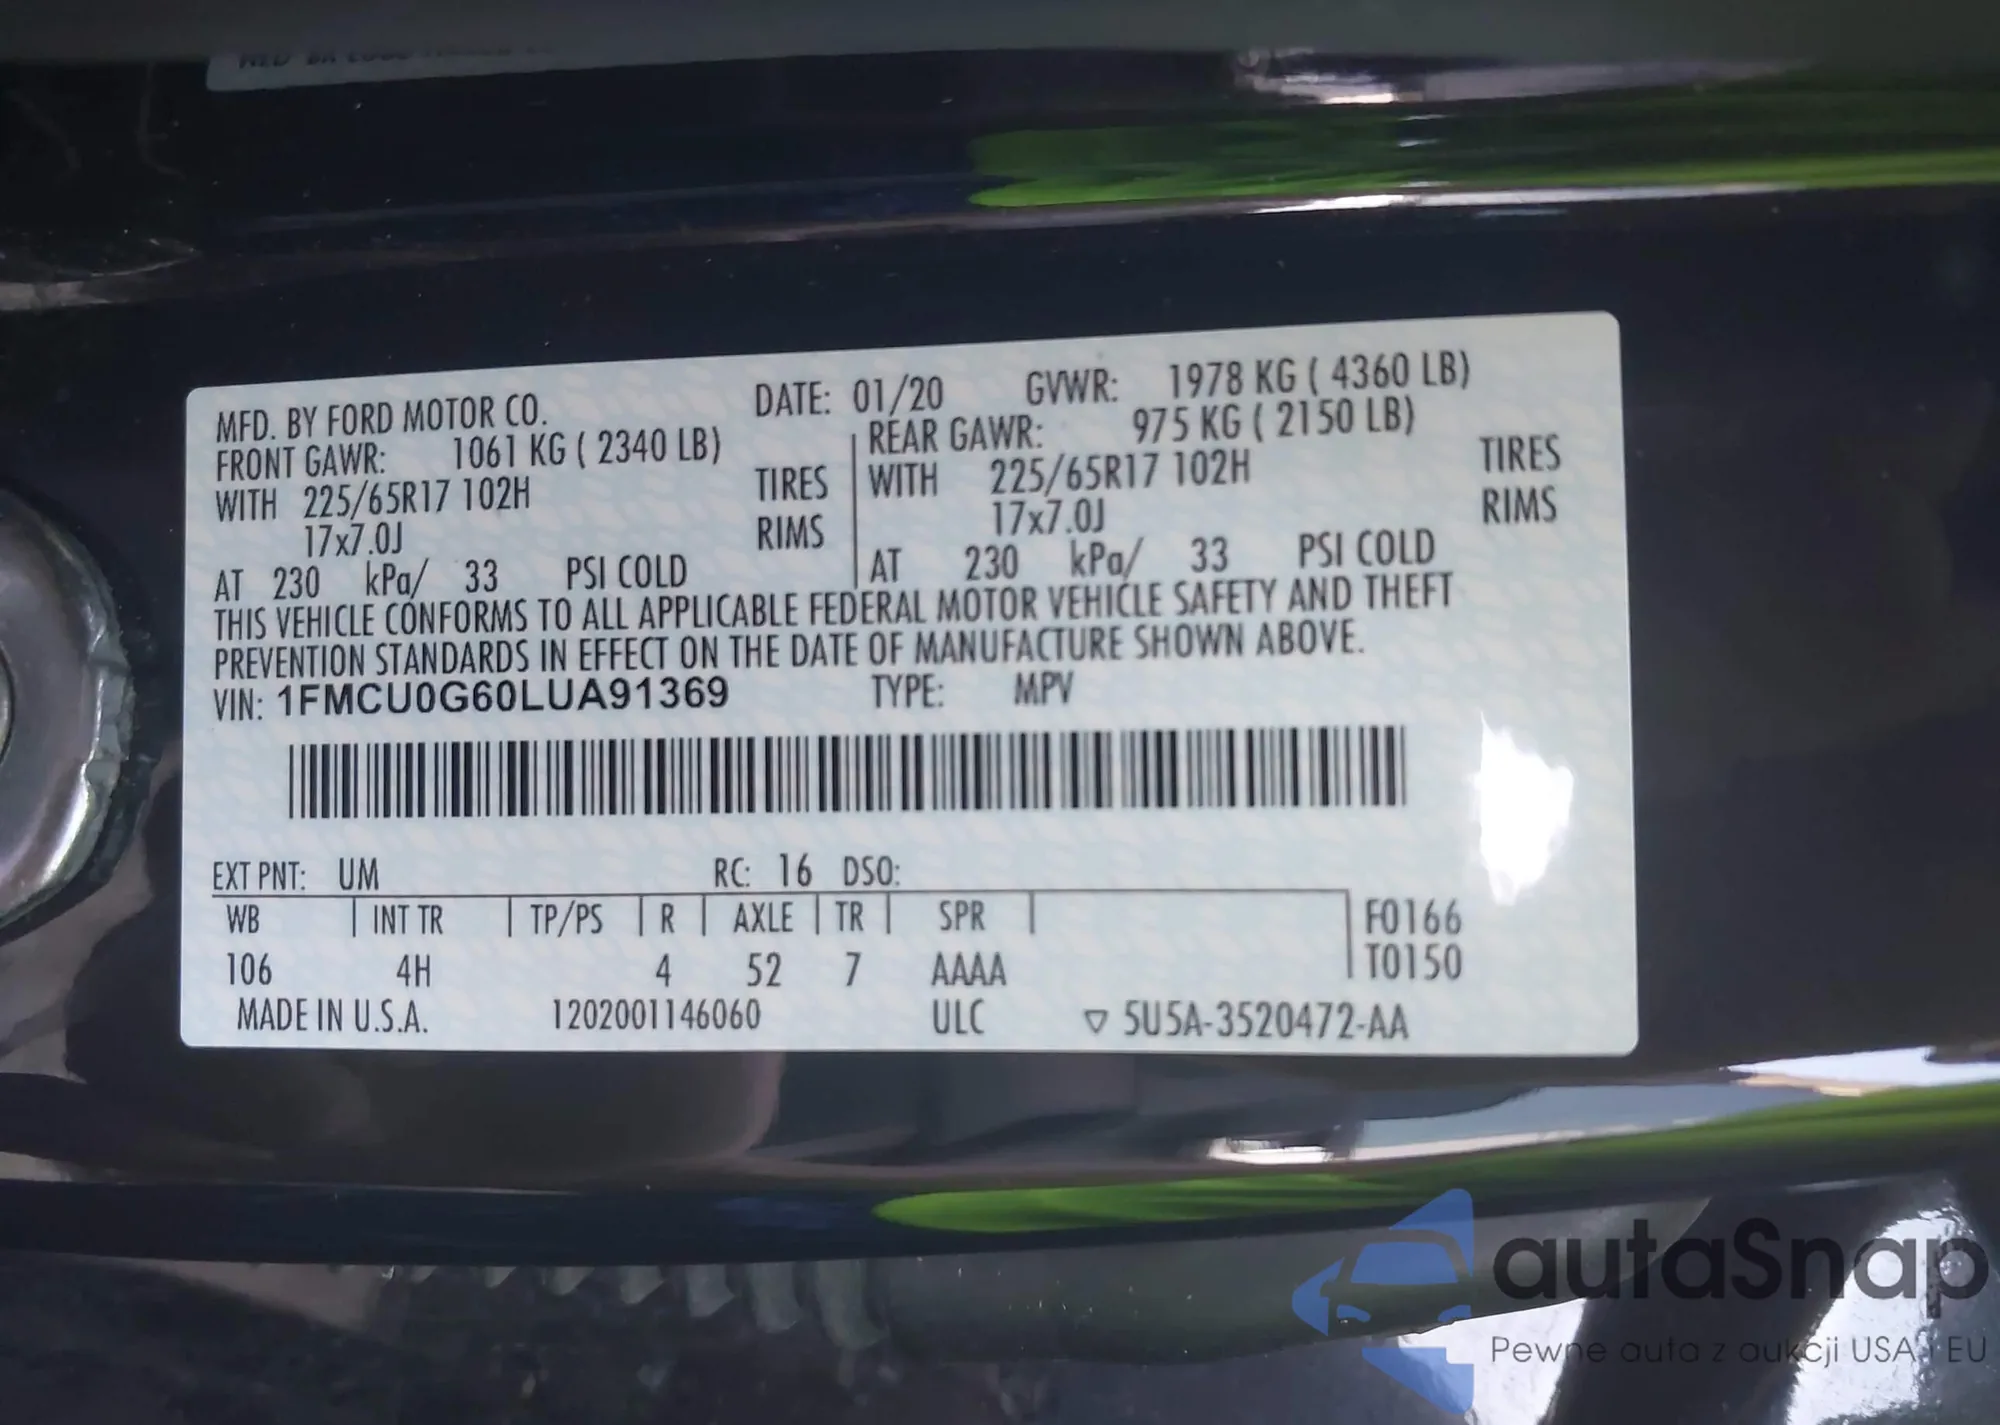 MFD. BY FORD MOTOR CO. DATE: 01/20 GVWR: 1978 KG ( 4360 LB)
FRONT GAWR: 1061 KG ( 2340 LB) REAR GAWR: 975 KG ( 2150 LB)
WITH 225/65R17 102H TIRES WITH 225/65R17 102H TIRES
17x7.0J RIMS 17x7.0J RIMS
AT 230 kPa/ 33 PSI COLD AT 230 kPa/ 33 PSI COLD
THIS VEHICLE CONFORMS TO ALL APPLICABLE FEDERAL MOTOR VEHICLE SAFETY AND THEFT
PREVENTION STANDARDS IN EFFECT ON THE DATE OF MANUFACTURE SHOWN ABOVE.
VIN: 1FMCU0G60LUA91369 TYPE: MPV
EXT PNT: UM RC: 16 DSO:
WB INT TR TP/PS R AXLE TR SPR F0166
106 4H 4 52 7 AAAA T0150
MADE IN U.S.A. 1202001146060 ULC ▽ 5U5A-3520472-AA
autaSnap
Pewne auta z aukcji USA i EU